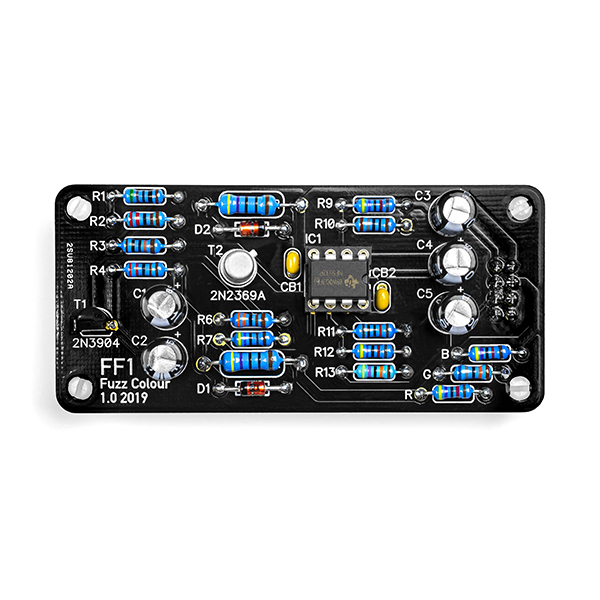 R1
R2
R3
R4
T1
2N3904
C1
C2
2SUB1202A
FF1
Fuzz Colour
1.0 2019
D2
T2
2N2369A
R6
R7
D1
CB1
R9
R10
IC1
CB2
R11
R12
R13
C3
C4
C5
B
G
R